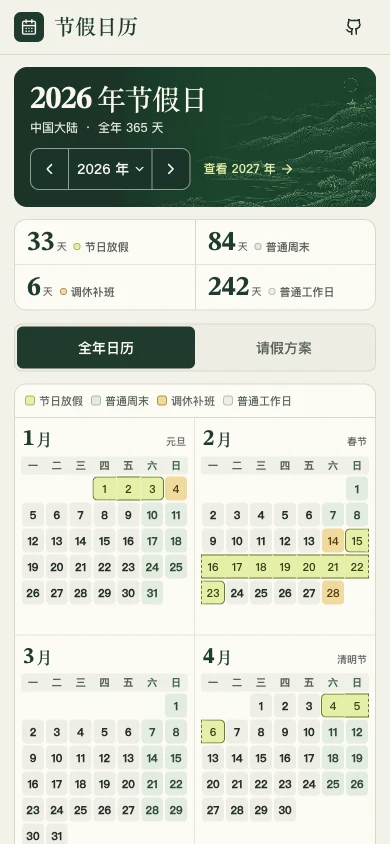 节假日历
2026 年节假日
中国大陆 · 全年 365 天
2026 年
查看 2027 年 →
33 天 节日放假
84 天 普通周末
6 天 调休补班
242 天 普通工作日
全年日历
请假方案
节日放假 普通周末 调休补班 普通工作日
1月 元旦
一 二 三 四 五 六 日
1 2 3 4
5 6 7 8 9 10 11
12 13 14 15 16 17 18
19 20 21 22 23 24 25
26 27 28 29 30 31
2月 春节
一 二 三 四 五 六 日
1
2 3 4 5 6 7 8
9 10 11 12 13 14 15
16 17 18 19 20 21 22
23 24 25 26 27 28
3月
一 二 三 四 五 六 日
1
2 3 4 5 6 7 8
9 10 11 12 13 14 15
16 17 18 19 20 21 22
23 24 25 26 27 28 29
30 31
4月 清明节
一 二 三 四 五 六 日
1 2 3 4 5
6 7 8 9 10 11 12
13 14 15 16 17 18 19
20 21 22 23 24 25 26
27 28 29 30